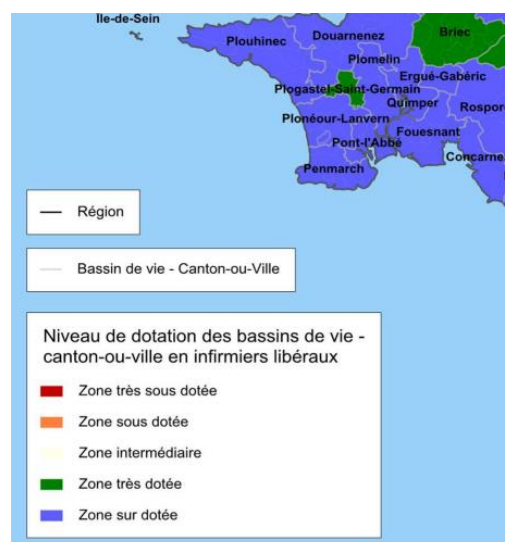 Ile-de-Sein
Plouhinec
Douarnenez
Briec
Plomelin
Ergué-Gabéric
Plogastel-Saint-Germain
Quimper
Rospord
Plonéour-Lanvern
Fouesnant
Pont-l'Abbé
Concarne
Penmarch
Région
Bassin de vie - Canton-ou-Ville
Niveau de dotation des bassins de vie -
canton-ou-ville en infirmiers libéraux
Zone très sous dotée
Zone sous dotée
Zone intermédiaire
Zone très dotée
Zone sur dotée